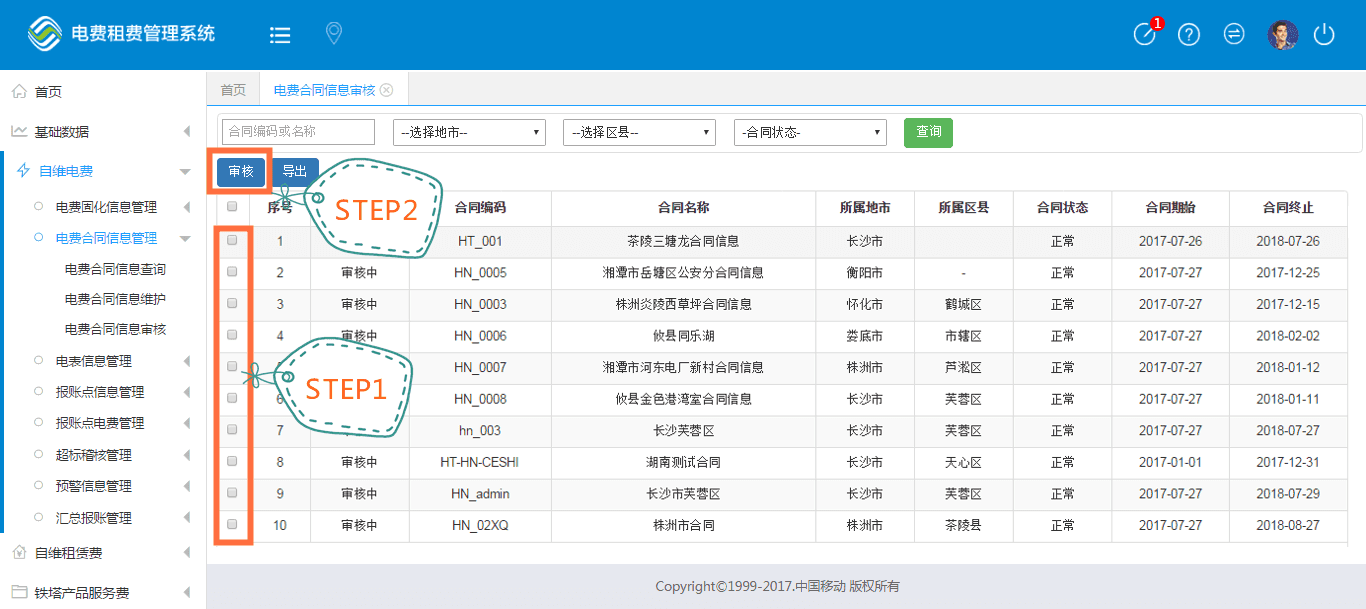 电费租费管理系统
1
首页
基础数据
自维电费
电费固化信息管理
电费合同信息管理
电费合同信息查询
电费合同信息维护
电费合同信息审核
电表信息管理
报账点信息管理
报账点电费管理
超标稽核管理
预警信息管理
汇总报账管理
自维租赁费
铁塔产品服务费
首页 电费合同信息审核
合同编码或名称 --选择地市-- --选择区县-- -合同状态- 查询
审核 导出
STEP2
序号 合同编码 合同名称 所属地市 所属区县 合同状态 合同期始 合同终止
1 HT_001 茶陵三塘龙合同信息 长沙市 正常 2017-07-26 2018-07-26
2 审核中 HN_0005 湘潭市岳塘区公安分合同信息 衡阳市 - 正常 2017-07-27 2017-12-25
3 审核中 HN_0003 株洲炎陵西草坪合同信息 怀化市 鹤城区 正常 2017-07-27 2017-12-15
4 审核中 HN_0006 攸县同乐湖 娄底市 市辖区 正常 2017-07-27 2018-02-02
HN_0007 湘潭市河东电厂新村合同信息 株洲市 芦淞区 正常 2017-07-27 2018-01-12
STEP1
6 HN_0008 攸县金色港湾室合同信息 长沙市 芙蓉区 正常 2017-07-27 2018-01-11
7 hn_003 长沙芙蓉区 长沙市 芙蓉区 正常 2017-07-27 2018-07-27
8 审核中 HT-HN-CESHI 湖南测试合同 长沙市 天心区 正常 2017-01-01 2017-12-31
9 审核中 HN_admin 长沙市芙蓉区 长沙市 芙蓉区 正常 2017-07-27 2018-07-29
10 审核中 HN_02XQ 株洲市合同 株洲市 茶陵县 正常 2017-07-27 2018-08-27
Copyright©1999-2017.中国移动 版权所有